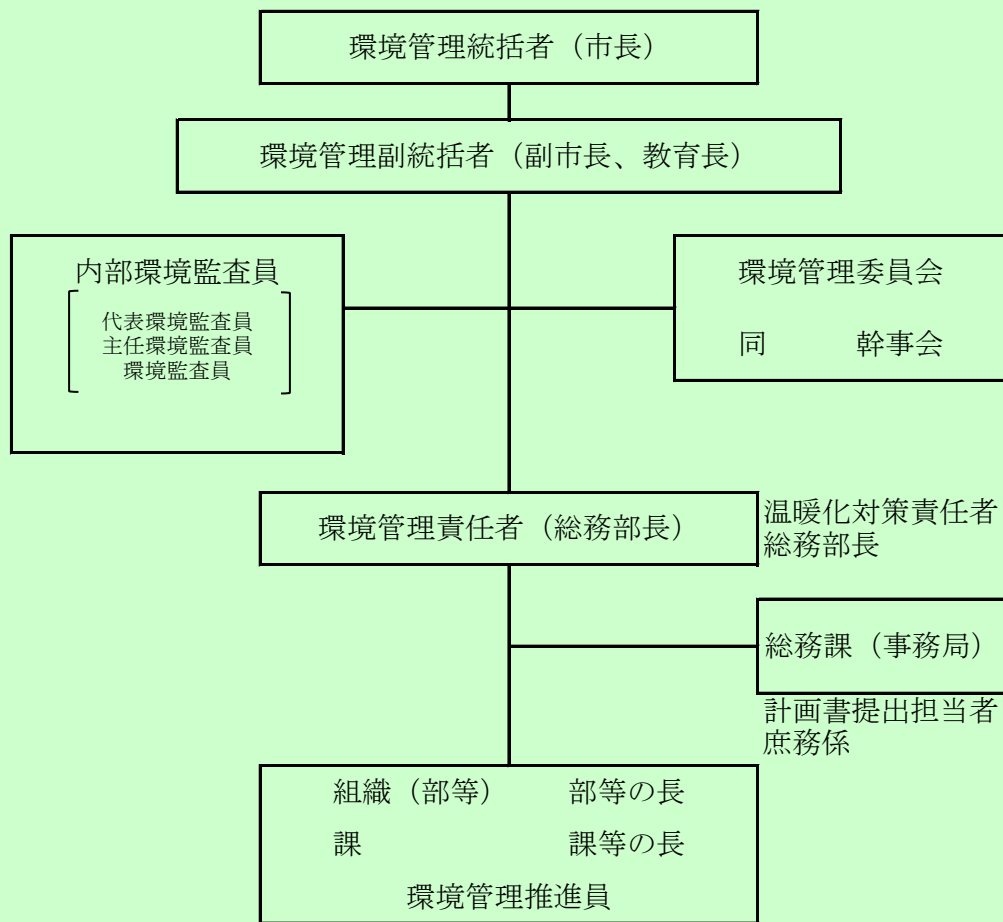 環境管理統括者（市長）
環境管理副統括者（副市長、教育長）
内部環境監査員
代表環境監査員
主任環境監査員
環境監査員
環境管理委員会
同　　　幹事会
環境管理責任者（総務部長）
温暖化対策責任者
総務部長
総務課（事務局）
計画書提出担当者
庶務係
組織（部等）　　部等の長
課　　　　　　　課等の長
環境管理推進員